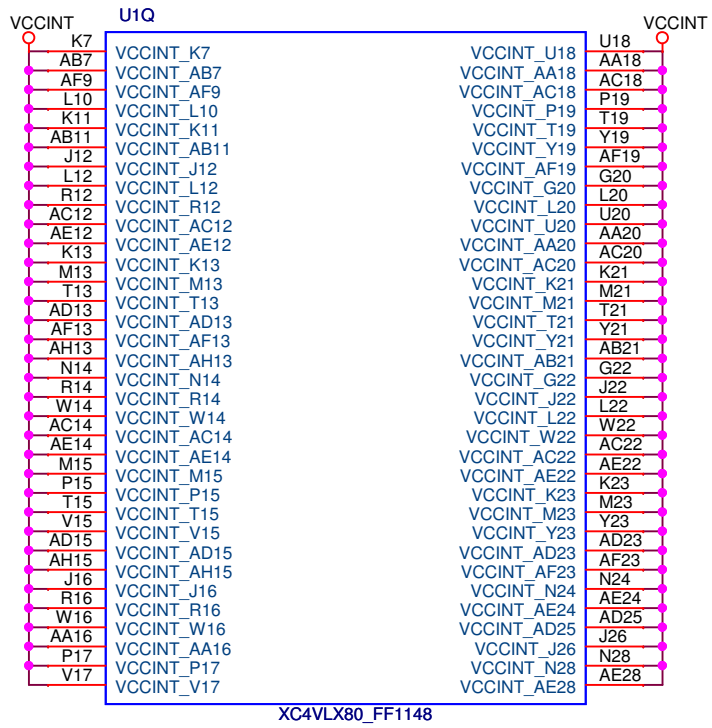 U1Q
VCCINT VCCINT
K7 VCCINT_K7 VCCINT_U18 U18
AB7 VCCINT_AB7 VCCINT_AA18 AA18
AF9 VCCINT_AF9 VCCINT_AC18 AC18
L10 VCCINT_L10 VCCINT_P19 P19
K11 VCCINT_K11 VCCINT_T19 T19
AB11 VCCINT_AB11 VCCINT_Y19 Y19
J12 VCCINT_J12 VCCINT_AF19 AF19
L12 VCCINT_L12 VCCINT_G20 G20
R12 VCCINT_R12 VCCINT_L20 L20
AC12 VCCINT_AC12 VCCINT_U20 U20
AE12 VCCINT_AE12 VCCINT_AA20 AA20
K13 VCCINT_K13 VCCINT_AC20 AC20
M13 VCCINT_M13 VCCINT_K21 K21
T13 VCCINT_T13 VCCINT_M21 M21
AD13 VCCINT_AD13 VCCINT_T21 T21
AF13 VCCINT_AF13 VCCINT_Y21 Y21
AH13 VCCINT_AH13 VCCINT_AB21 AB21
N14 VCCINT_N14 VCCINT_G22 G22
R14 VCCINT_R14 VCCINT_J22 J22
W14 VCCINT_W14 VCCINT_L22 L22
AC14 VCCINT_AC14 VCCINT_W22 W22
AE14 VCCINT_AE14 VCCINT_AC22 AC22
M15 VCCINT_M15 VCCINT_AE22 AE22
P15 VCCINT_P15 VCCINT_K23 K23
T15 VCCINT_T15 VCCINT_M23 M23
V15 VCCINT_V15 VCCINT_Y23 Y23
AD15 VCCINT_AD15 VCCINT_AD23 AD23
AH15 VCCINT_AH15 VCCINT_AF23 AF23
J16 VCCINT_J16 VCCINT_N24 N24
R16 VCCINT_R16 VCCINT_AE24 AE24
W16 VCCINT_W16 VCCINT_AD25 AD25
AA16 VCCINT_AA16 VCCINT_J26 J26
P17 VCCINT_P17 VCCINT_N28 N28
V17 VCCINT_V17 VCCINT_AE28 AE28
XC4VLX80_FF1148